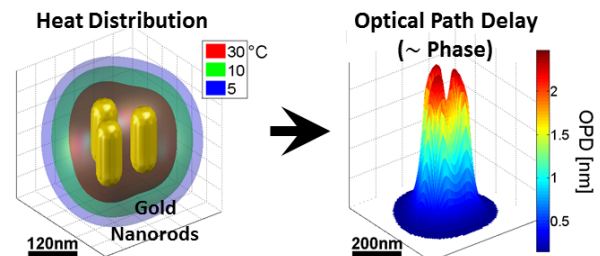 Heat Distribution
30 °C
10
5
Gold
Nanorods
120nm
Optical Path Delay
(~ Phase)
2
1.5
1
0.5
OPD [nm]
200nm